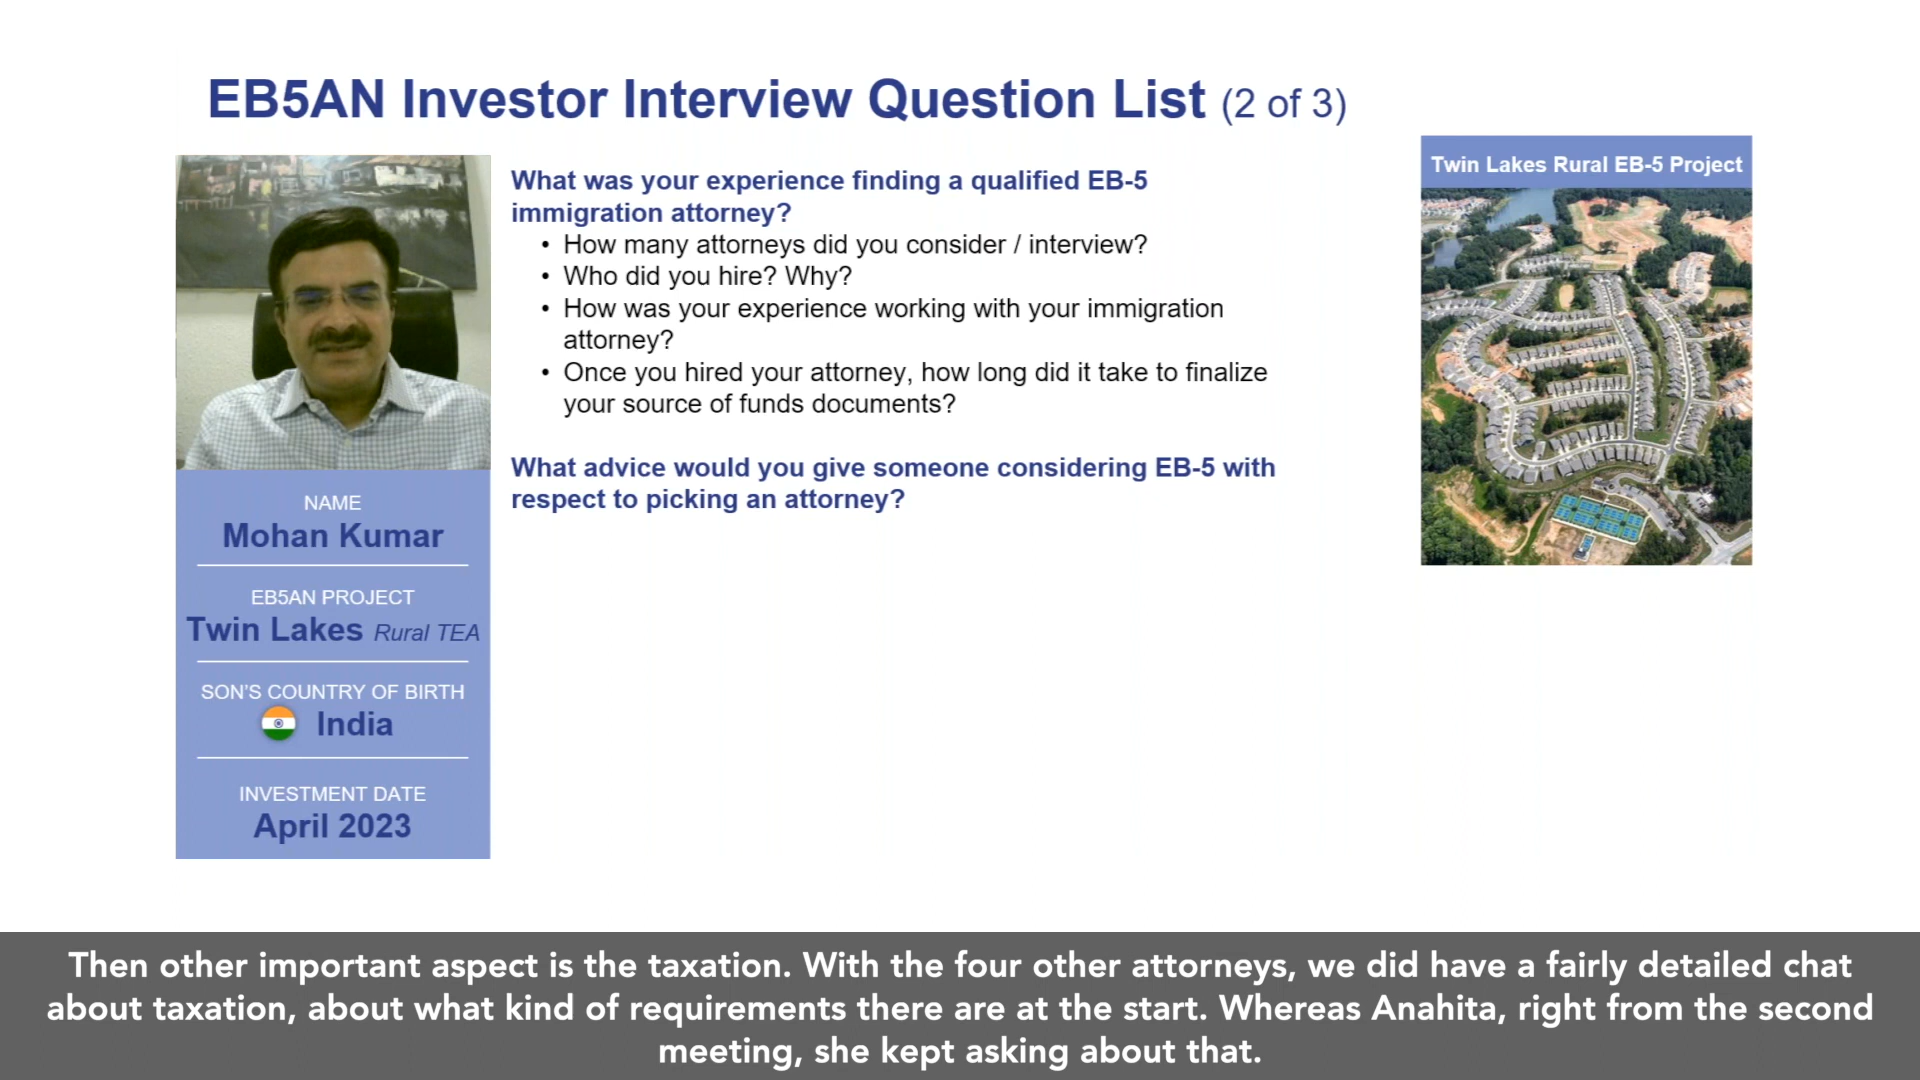 EB5AN Investor Interview Question List (2 of 3)
What was your experience finding a qualified EB-5
immigration attorney?
• How many attorneys did you consider / interview?
• Who did you hire? Why?
• How was your experience working with your immigration
attorney?
• Once you hired your attorney, how long did it take to finalize
your source of funds documents?
What advice would you give someone considering EB-5 with
respect to picking an attorney?
NAME
Mohan Kumar
EB5AN PROJECT
Twin Lakes Rural TEA
SON'S COUNTRY OF BIRTH
India
INVESTMENT DATE
April 2023
Twin Lakes Rural EB-5 Project
Then other important aspect is the taxation. With the four other attorneys, we did have a fairly detailed chat
about taxation, about what kind of requirements there are at the start. Whereas Anahita, right from the second
meeting, she kept asking about that.